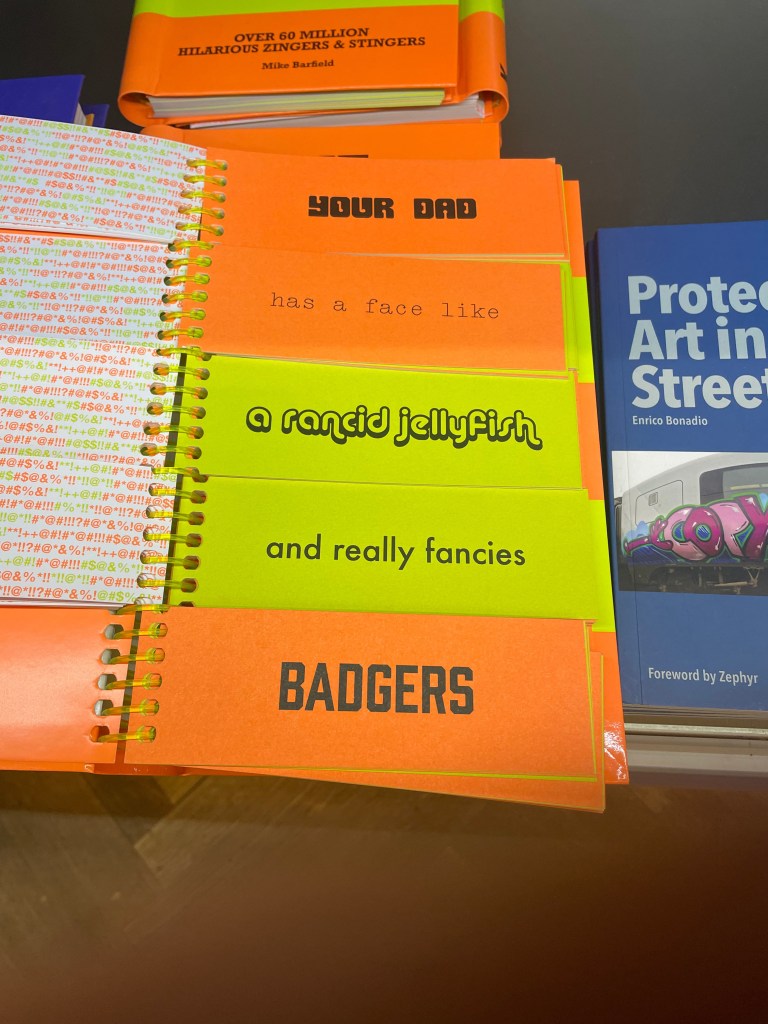 OVER 60 MILLION
HILARIOUS ZINGERS & STINGERS
Mike Barfield
YOUR DAD
has a face like
a rancid jellyfish
and really fancies
BADGERS
Protec
Art in
Street
Enrico Bonadio
Foreword by Zephyr